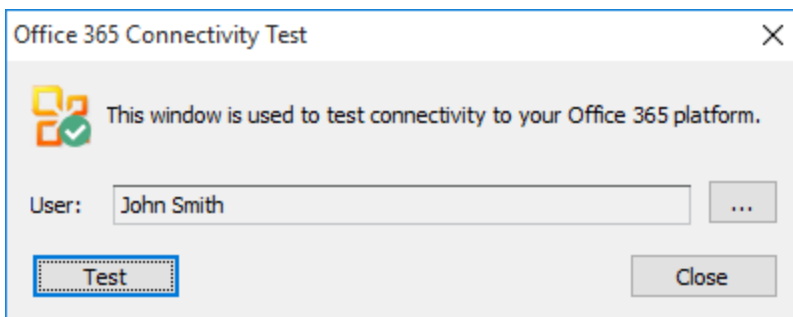 Office 365 Connectivity Test
This window is used to test connectivity to your Office 365 platform.
User: John Smith ...
Test Close